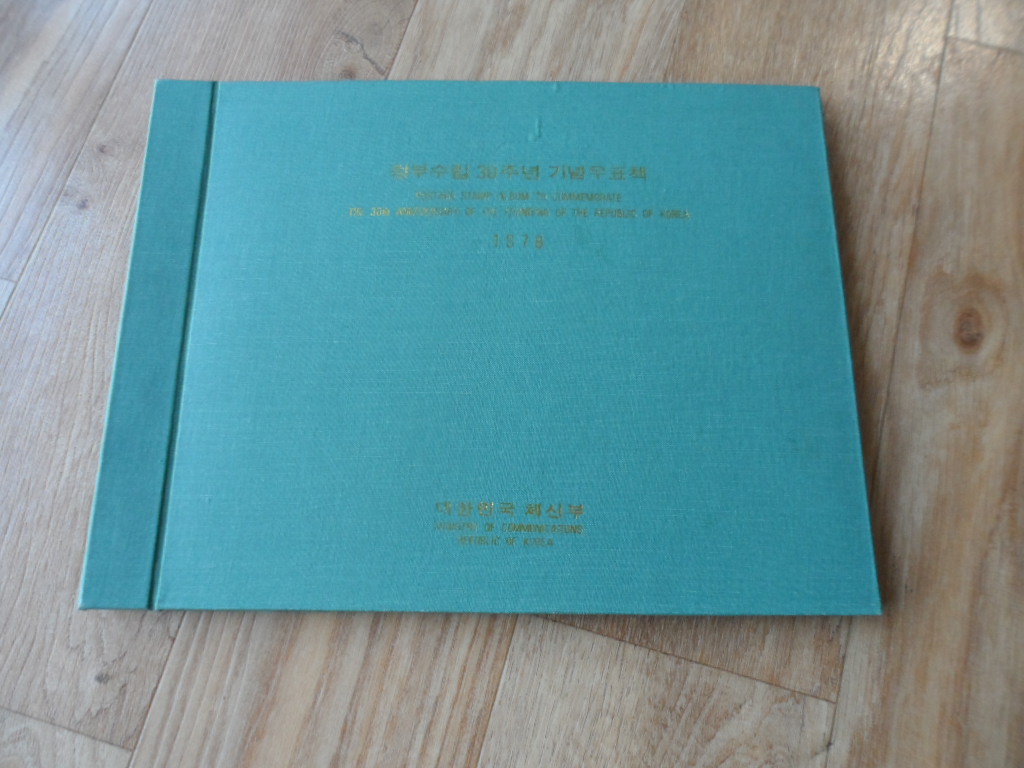 정부수립 30주년 기념우표책
POSTAGE STAMP ALBUM TO COMMEMORATE
THE 30th ANNIVERSARY OF THE FOUNDING OF THE REPUBLIC OF KOREA
1978
대한민국 체신부
MINISTRY OF COMMUNICATIONS
REPUBLIC OF KOREA